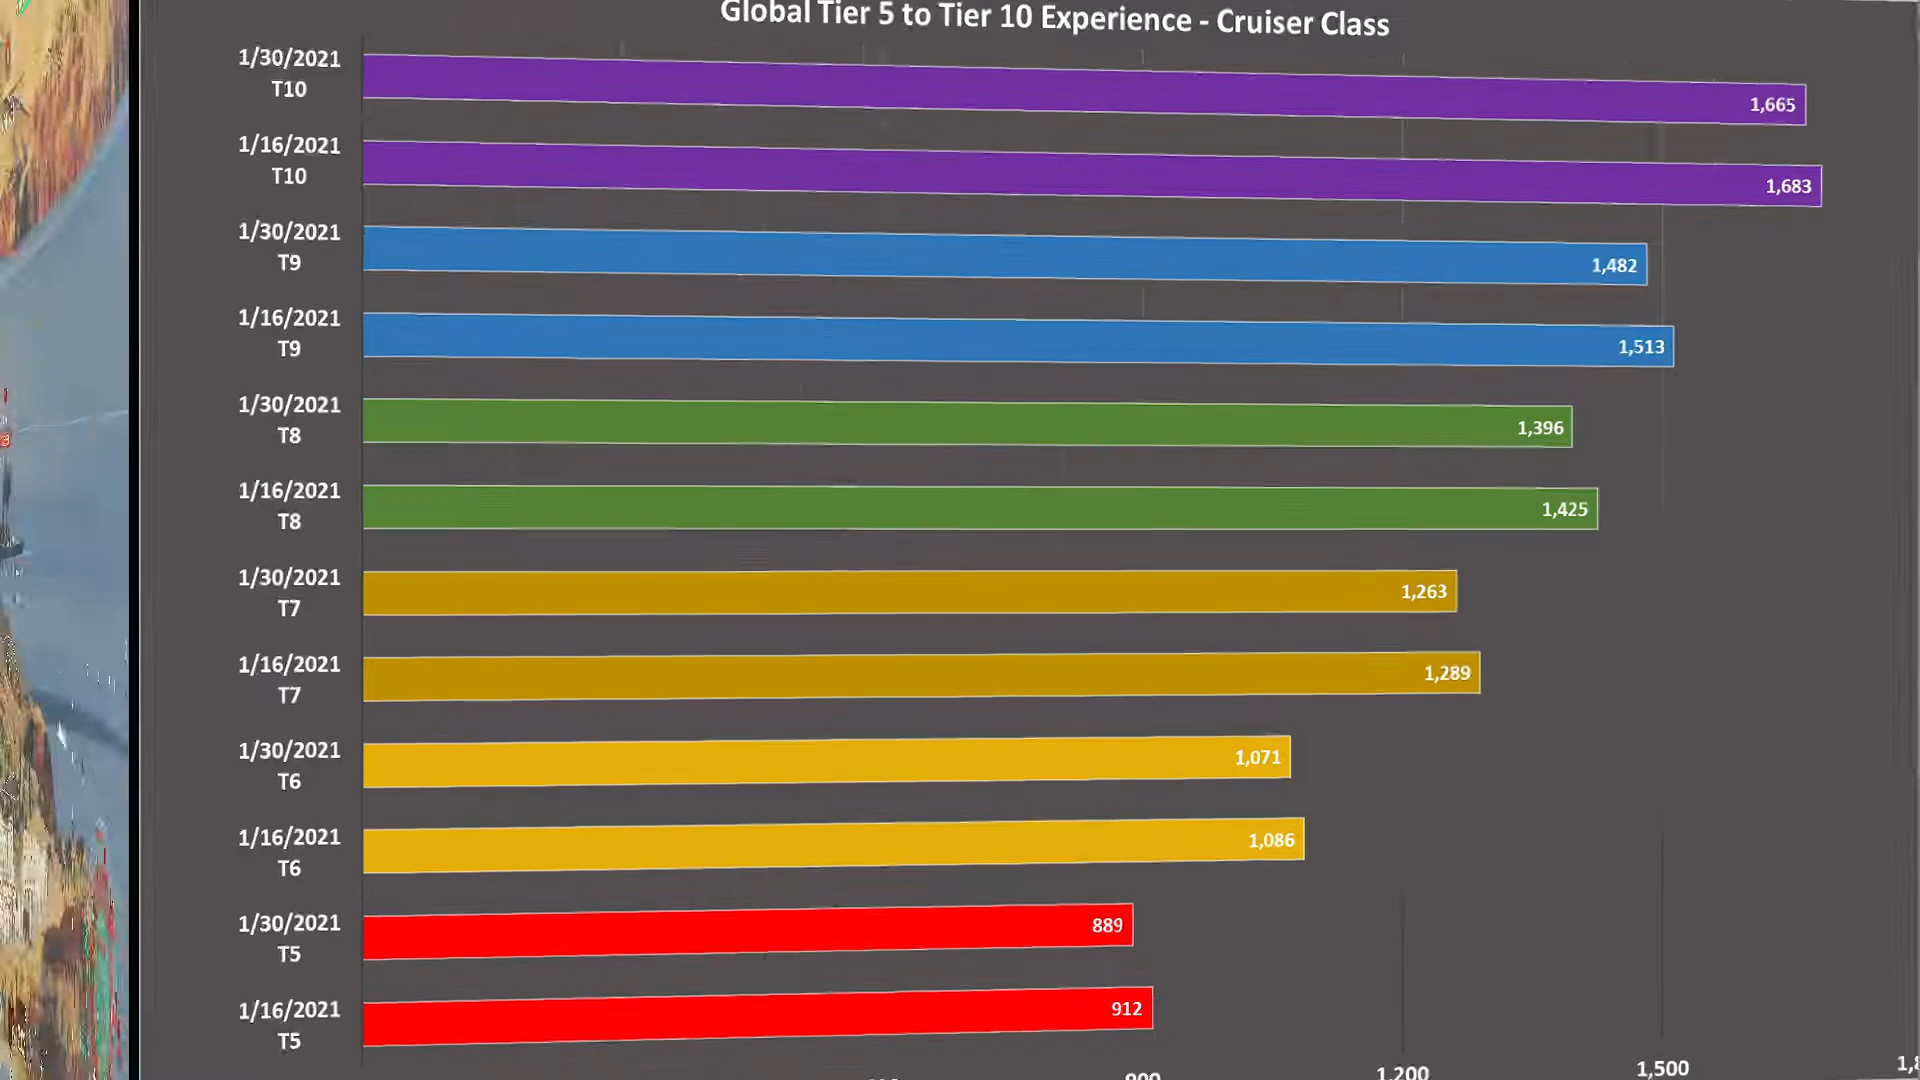 Global Tier 5 to Tier 10 Experience - Cruiser Class
1/30/2021
T10
1,665
1/16/2021
T10
1,683
1/30/2021
T9
1,482
1/16/2021
T9
1,513
1/30/2021
T8
1,396
1/16/2021
T8
1,425
1/30/2021
T7
1,263
1/16/2021
T7
1,289
1/30/2021
T6
1,071
1/16/2021
T6
1,086
1/30/2021
T5
889
1/16/2021
T5
912
900 1,200 1,500